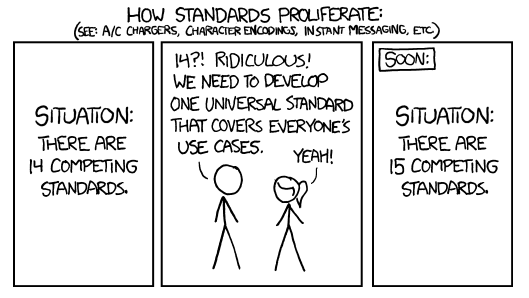 HOW STANDARDS PROLIFERATE:
(SEE: A/C CHARGERS, CHARACTER ENCODINGS, INSTANT MESSAGING, ETC.)
SITUATION:
THERE ARE
14 COMPETING
STANDARDS.
14?! RIDICULOUS!
WE NEED TO DEVELOP
ONE UNIVERSAL STANDARD
THAT COVERS EVERYONE'S
USE CASES.
YEAH!
SOON:
SITUATION:
THERE ARE
15 COMPETING
STANDARDS.